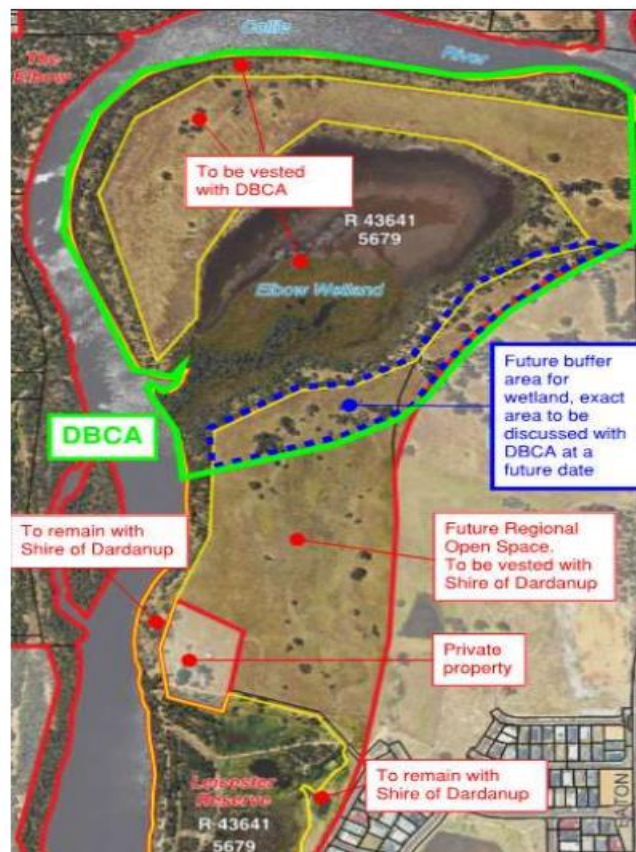 Collie
River
The
Elbow
To be vested
with DBCA
R 43641
5679
Elbow Wetland
Future buffer
area for
wetland, exact
area to be
discussed with
DBCA at a
future date
DBCA
To remain with
Shire of Dardanup
Future Regional
Open Space.
To be vested with
Shire of Dardanup
Private
property
Leicester
Reserve
R 43641
5679
To remain with
Shire of Dardanup
EATON